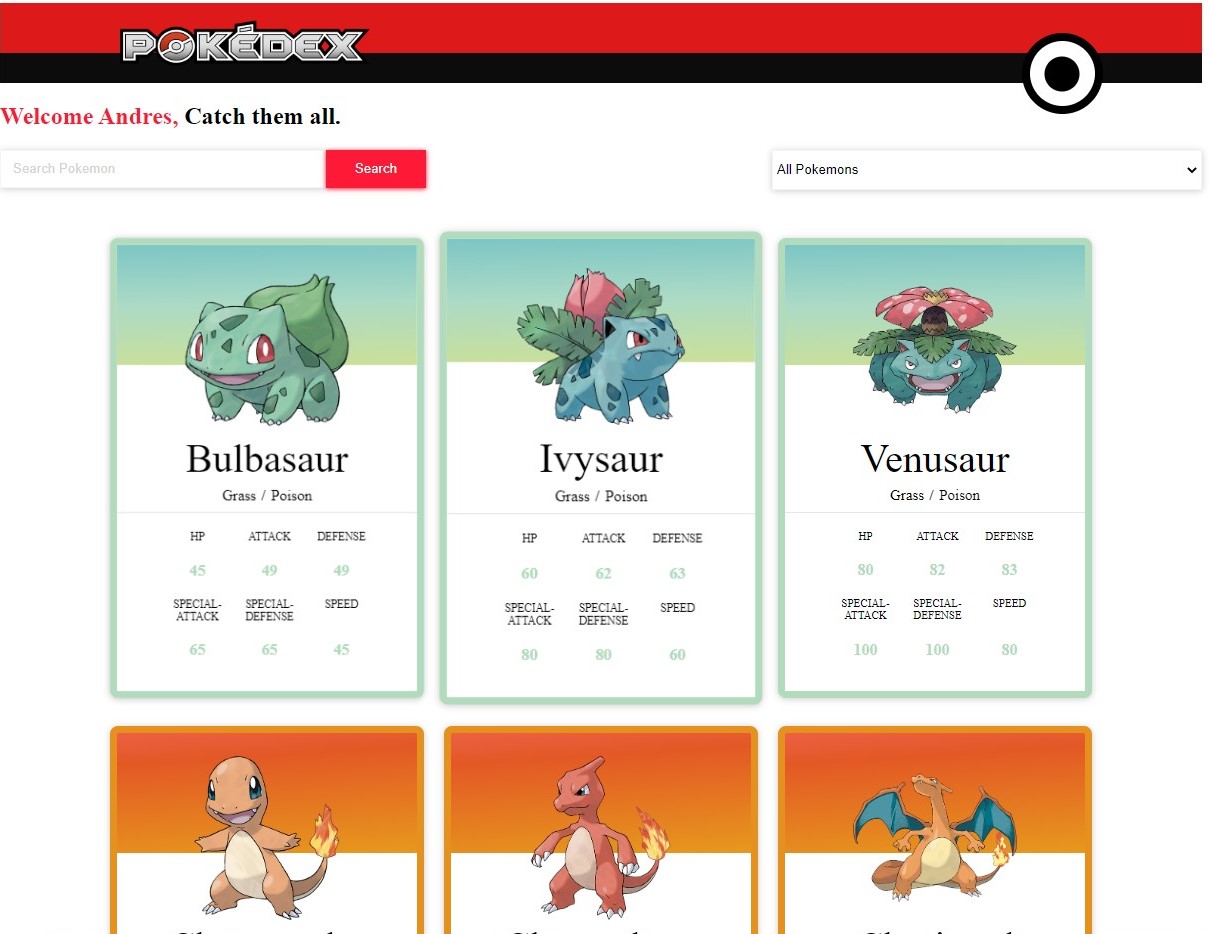 POKÉDEX
Welcome Andres, Catch them all.
Search Pokemon
Search
All Pokemons
Bulbasaur
Grass / Poison
HP ATTACK DEFENSE
45 49 49
SPECIAL-ATTACK SPECIAL-DEFENSE SPEED
65 65 45
Ivysaur
Grass / Poison
HP ATTACK DEFENSE
60 62 63
SPECIAL-ATTACK SPECIAL-DEFENSE SPEED
80 80 60
Venusaur
Grass / Poison
HP ATTACK DEFENSE
80 82 83
SPECIAL-ATTACK SPECIAL-DEFENSE SPEED
100 100 80